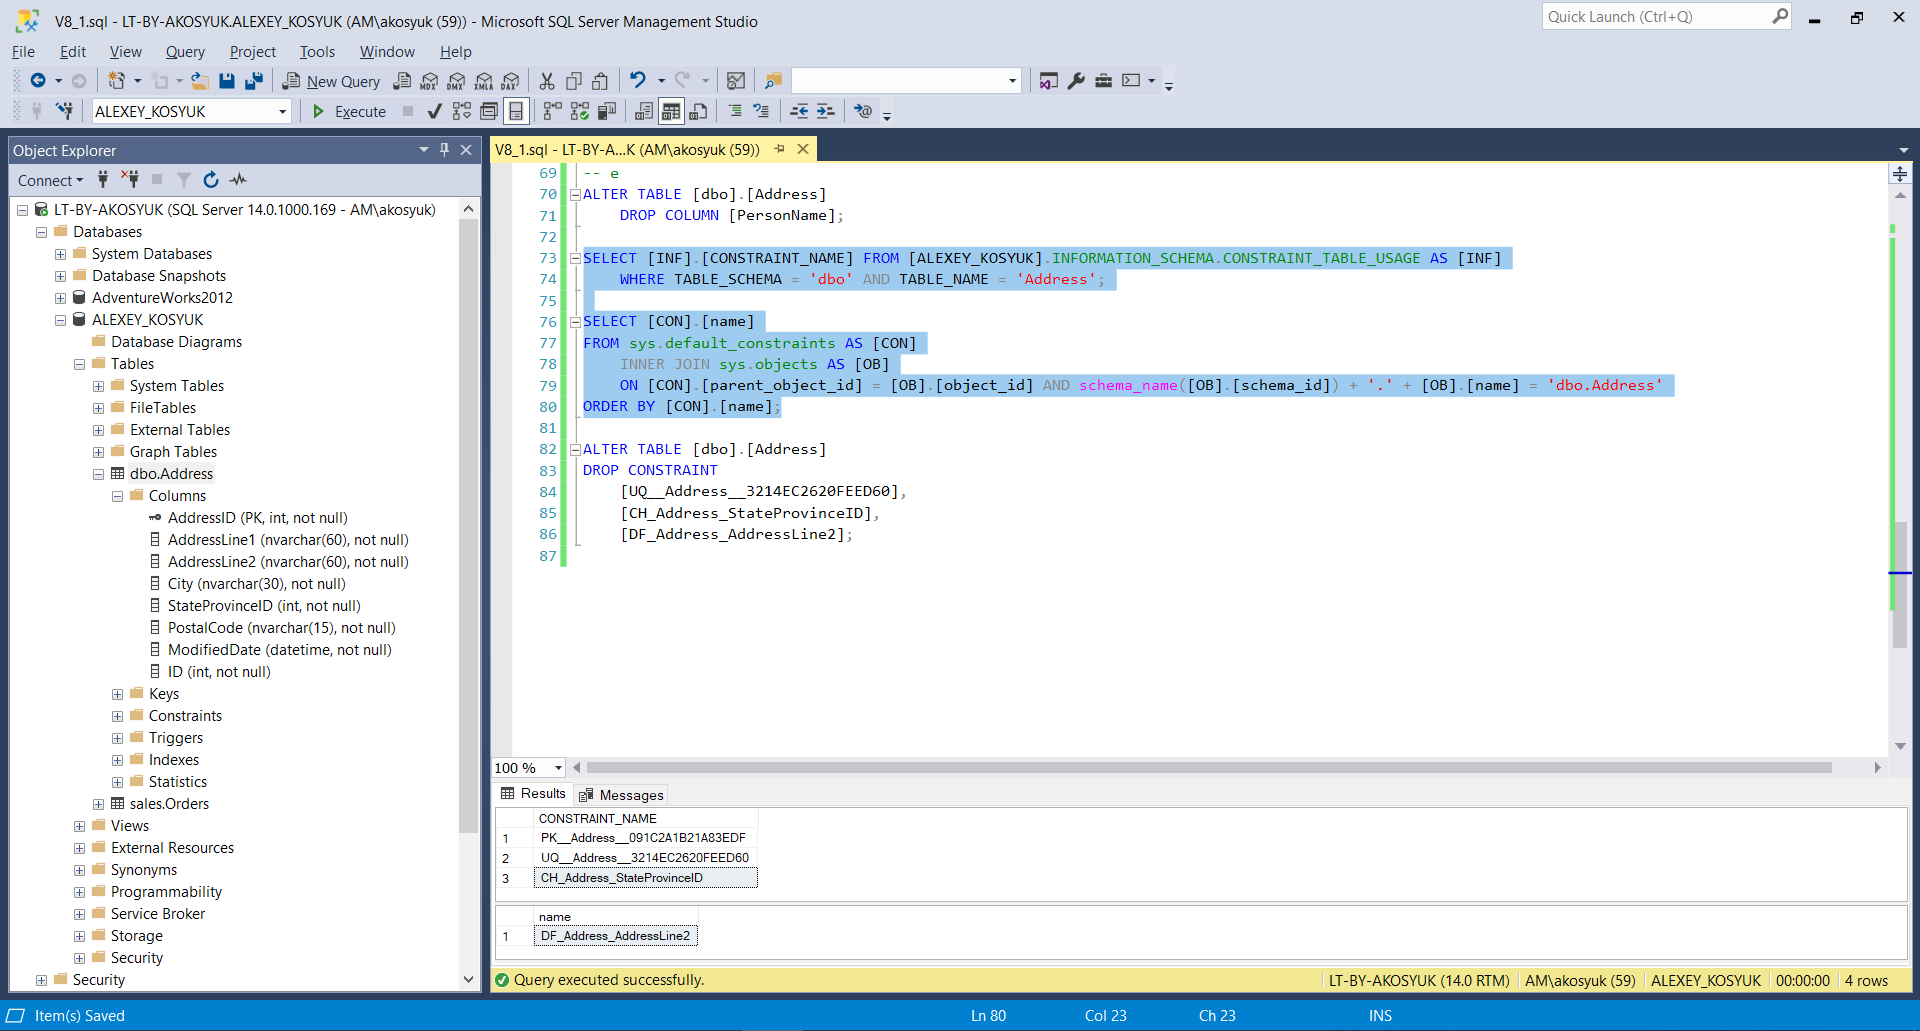 V8_1.sql - LT-BY-AKOSYUK.ALEXEY_KOSYUK (AM\akosyuk (59)) - Microsoft SQL Server Management Studio
Quick Launch (Ctrl+Q)
File Edit View Query Project Tools Window Help
New Query
MDX DMX XMLA DAX
ALEXEY_KOSYUK
Execute
Object Explorer
Connect
LT-BY-AKOSYUK (SQL Server 14.0.1000.169 - AM\akosyuk)
Databases
System Databases
Database Snapshots
AdventureWorks2012
ALEXEY_KOSYUK
Database Diagrams
Tables
System Tables
FileTables
External Tables
Graph Tables
dbo.Address
Columns
AddressID (PK, int, not null)
AddressLine1 (nvarchar(60), not null)
AddressLine2 (nvarchar(60), not null)
City (nvarchar(30), not null)
StateProvinceID (int, not null)
PostalCode (nvarchar(15), not null)
ModifiedDate (datetime, not null)
ID (int, not null)
Keys
Constraints
Triggers
Indexes
Statistics
sales.Orders
Views
External Resources
Synonyms
Programmability
Service Broker
Storage
Security
Security
V8_1.sql - LT-BY-A...K (AM\akosyuk (59))
69 -- e
70 ALTER TABLE [dbo].[Address]
71 DROP COLUMN [PersonName];
72
73 SELECT [INF].[CONSTRAINT_NAME] FROM [ALEXEY_KOSYUK].INFORMATION_SCHEMA.CONSTRAINT_TABLE_USAGE AS [INF]
74 WHERE TABLE_SCHEMA = 'dbo' AND TABLE_NAME = 'Address';
75
76 SELECT [CON].[name]
77 FROM sys.default_constraints AS [CON]
78 INNER JOIN sys.objects AS [OB]
79 ON [CON].[parent_object_id] = [OB].[object_id] AND schema_name([OB].[schema_id]) + '.' + [OB].[name] = 'dbo.Address'
80 ORDER BY [CON].[name];
81
82 ALTER TABLE [dbo].[Address]
83 DROP CONSTRAINT
84 [UQ__Address__3214EC2620FEED60],
85 [CH_Address_StateProvinceID],
86 [DF_Address_AddressLine2];
87
100 %
Results Messages
CONSTRAINT_NAME
1 PK__Address__091C2A1B21A83EDF
2 UQ__Address__3214EC2620FEED60
3 CH_Address_StateProvinceID
name
1 DF_Address_AddressLine2
Query executed successfully. LT-BY-AKOSYUK (14.0 RTM) AM\akosyuk (59) ALEXEY_KOSYUK 00:00:00 4 rows
Item(s) Saved Ln 80 Col 23 Ch 23 INS